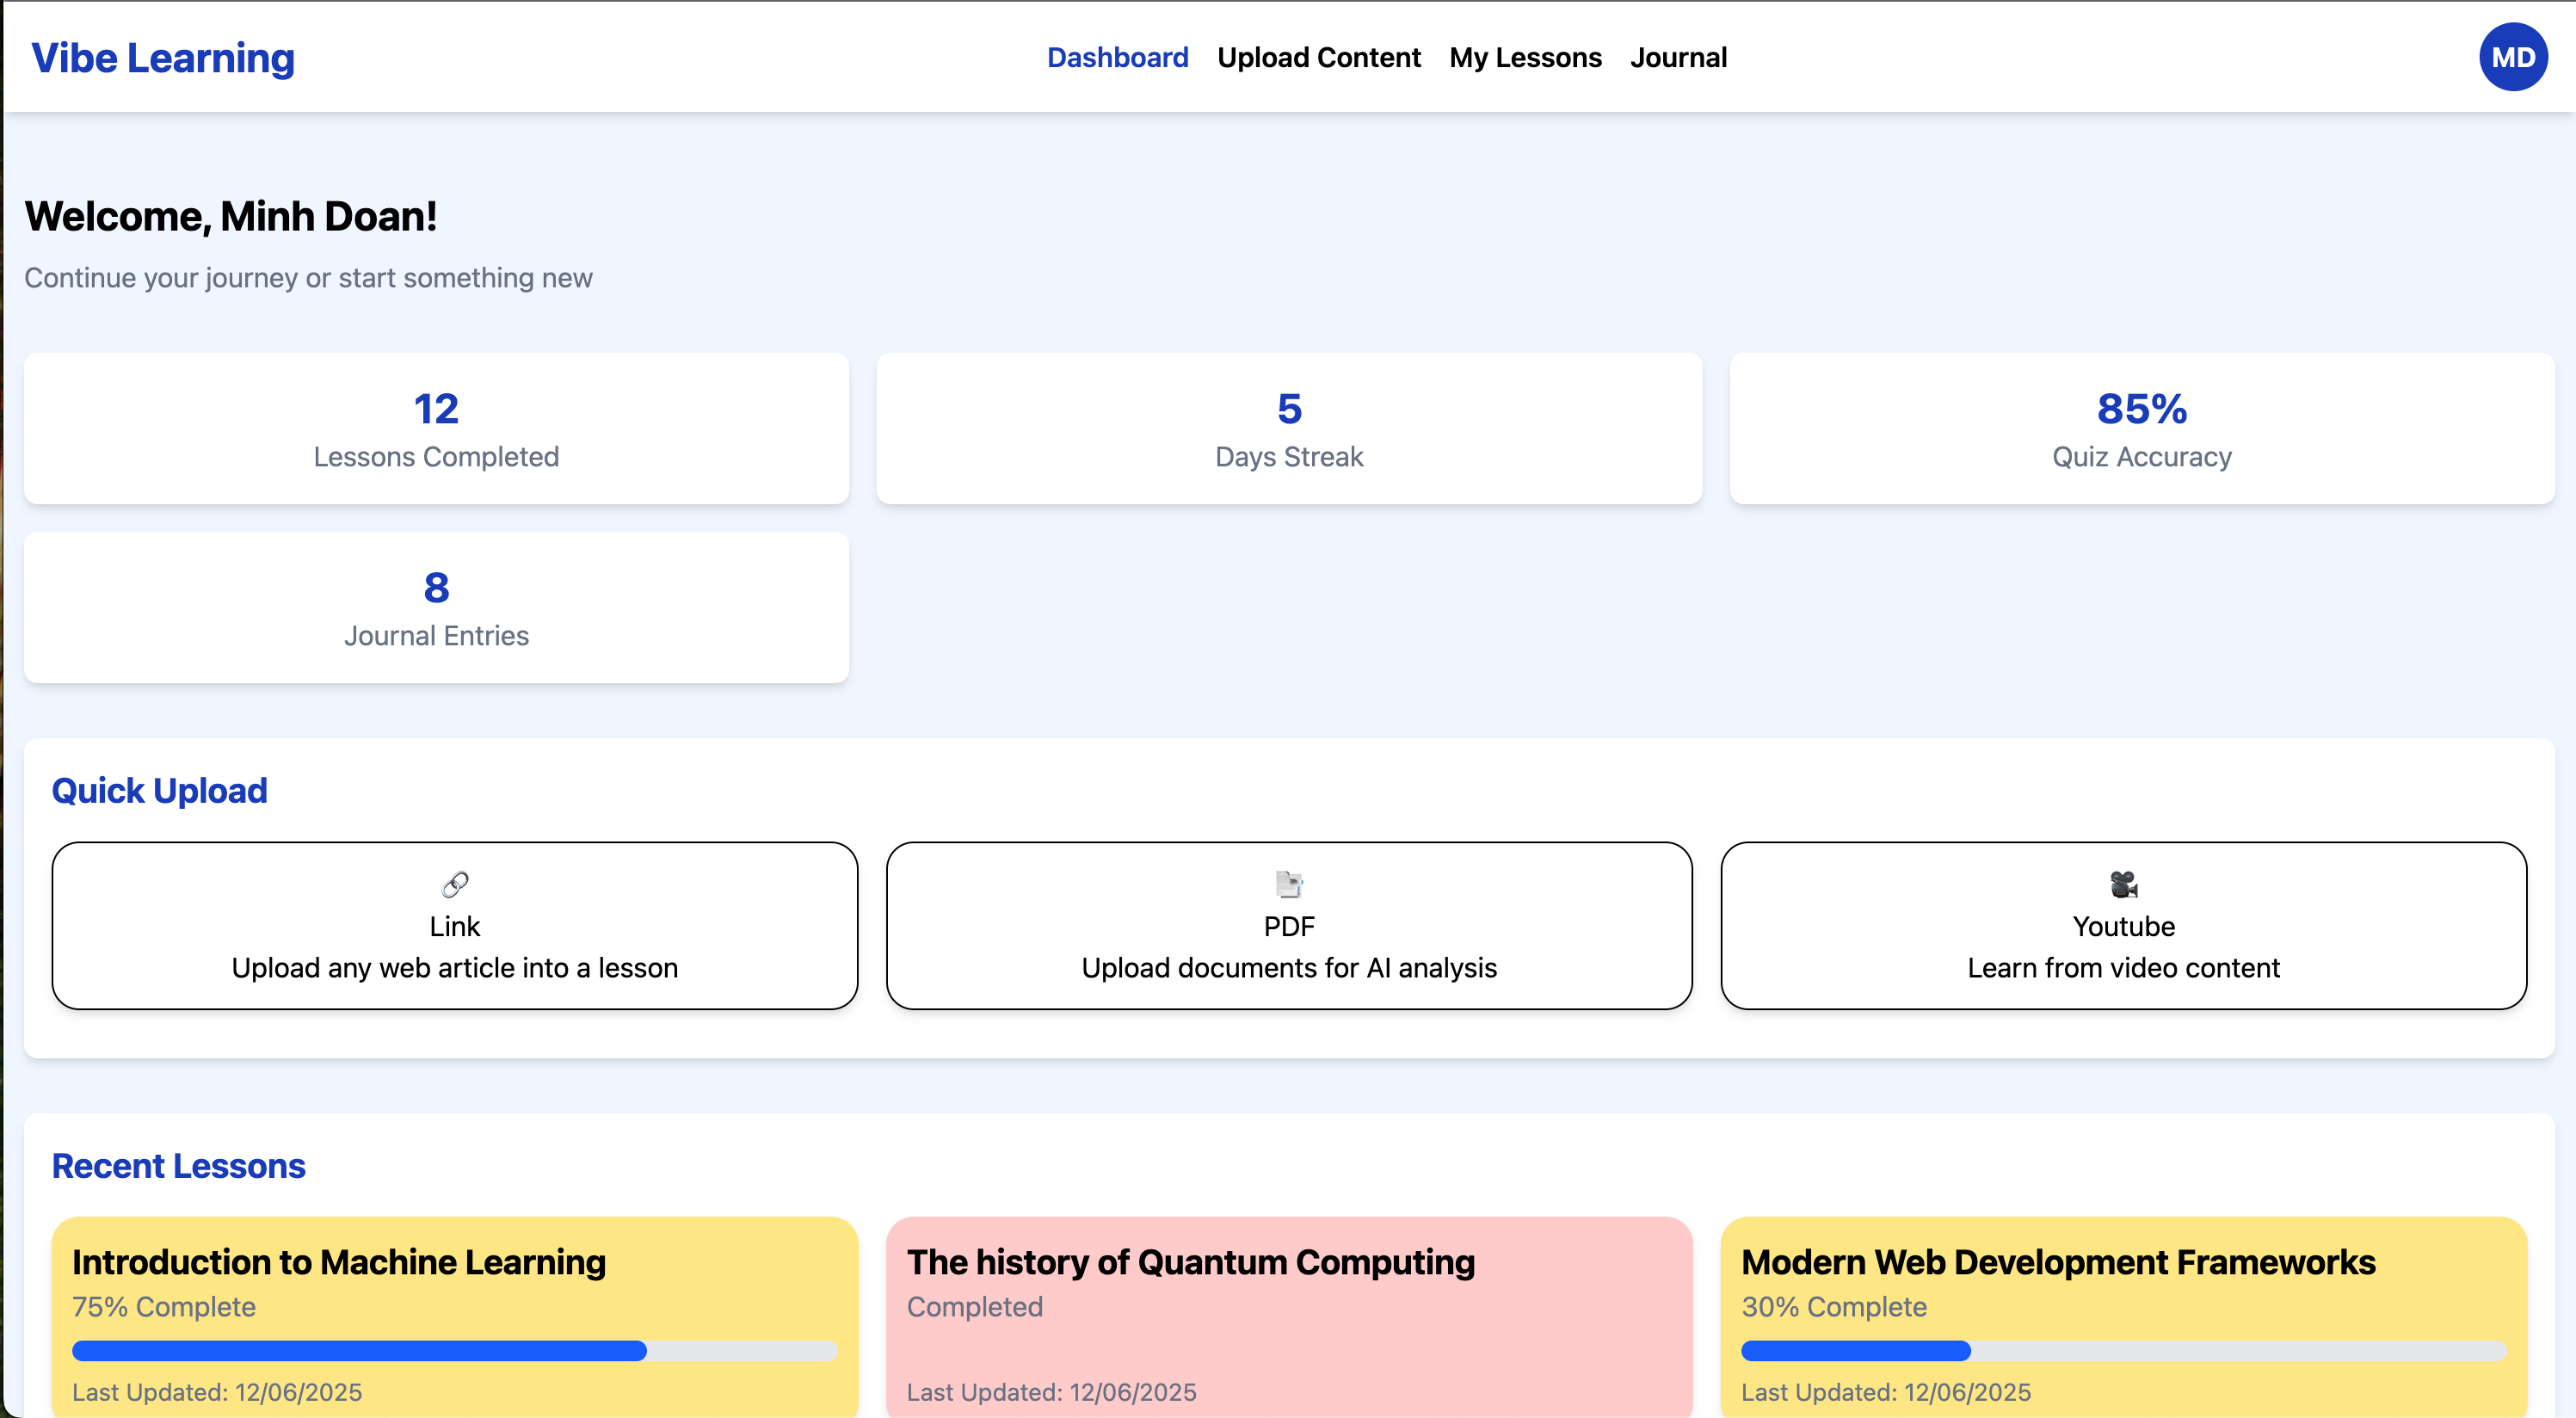 Vibe Learning
Dashboard Upload Content My Lessons Journal
MD
Welcome, Minh Doan!
Continue your journey or start something new
12
Lessons Completed
5
Days Streak
85%
Quiz Accuracy
8
Journal Entries
Quick Upload
Link
Upload any web article into a lesson
PDF
Upload documents for AI analysis
Youtube
Learn from video content
Recent Lessons
Introduction to Machine Learning
75% Complete
Last Updated: 12/06/2025
The history of Quantum Computing
Completed
Last Updated: 12/06/2025
Modern Web Development Frameworks
30% Complete
Last Updated: 12/06/2025